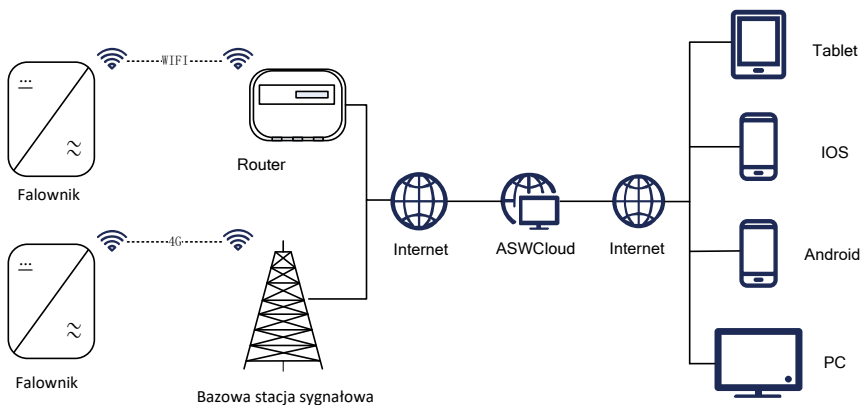 WIFI
Tablet
Router
IOS
Falownik
Internet
ASWCloud
Internet
4G
Android
PC
Falownik
Bazowa stacja sygnałowa